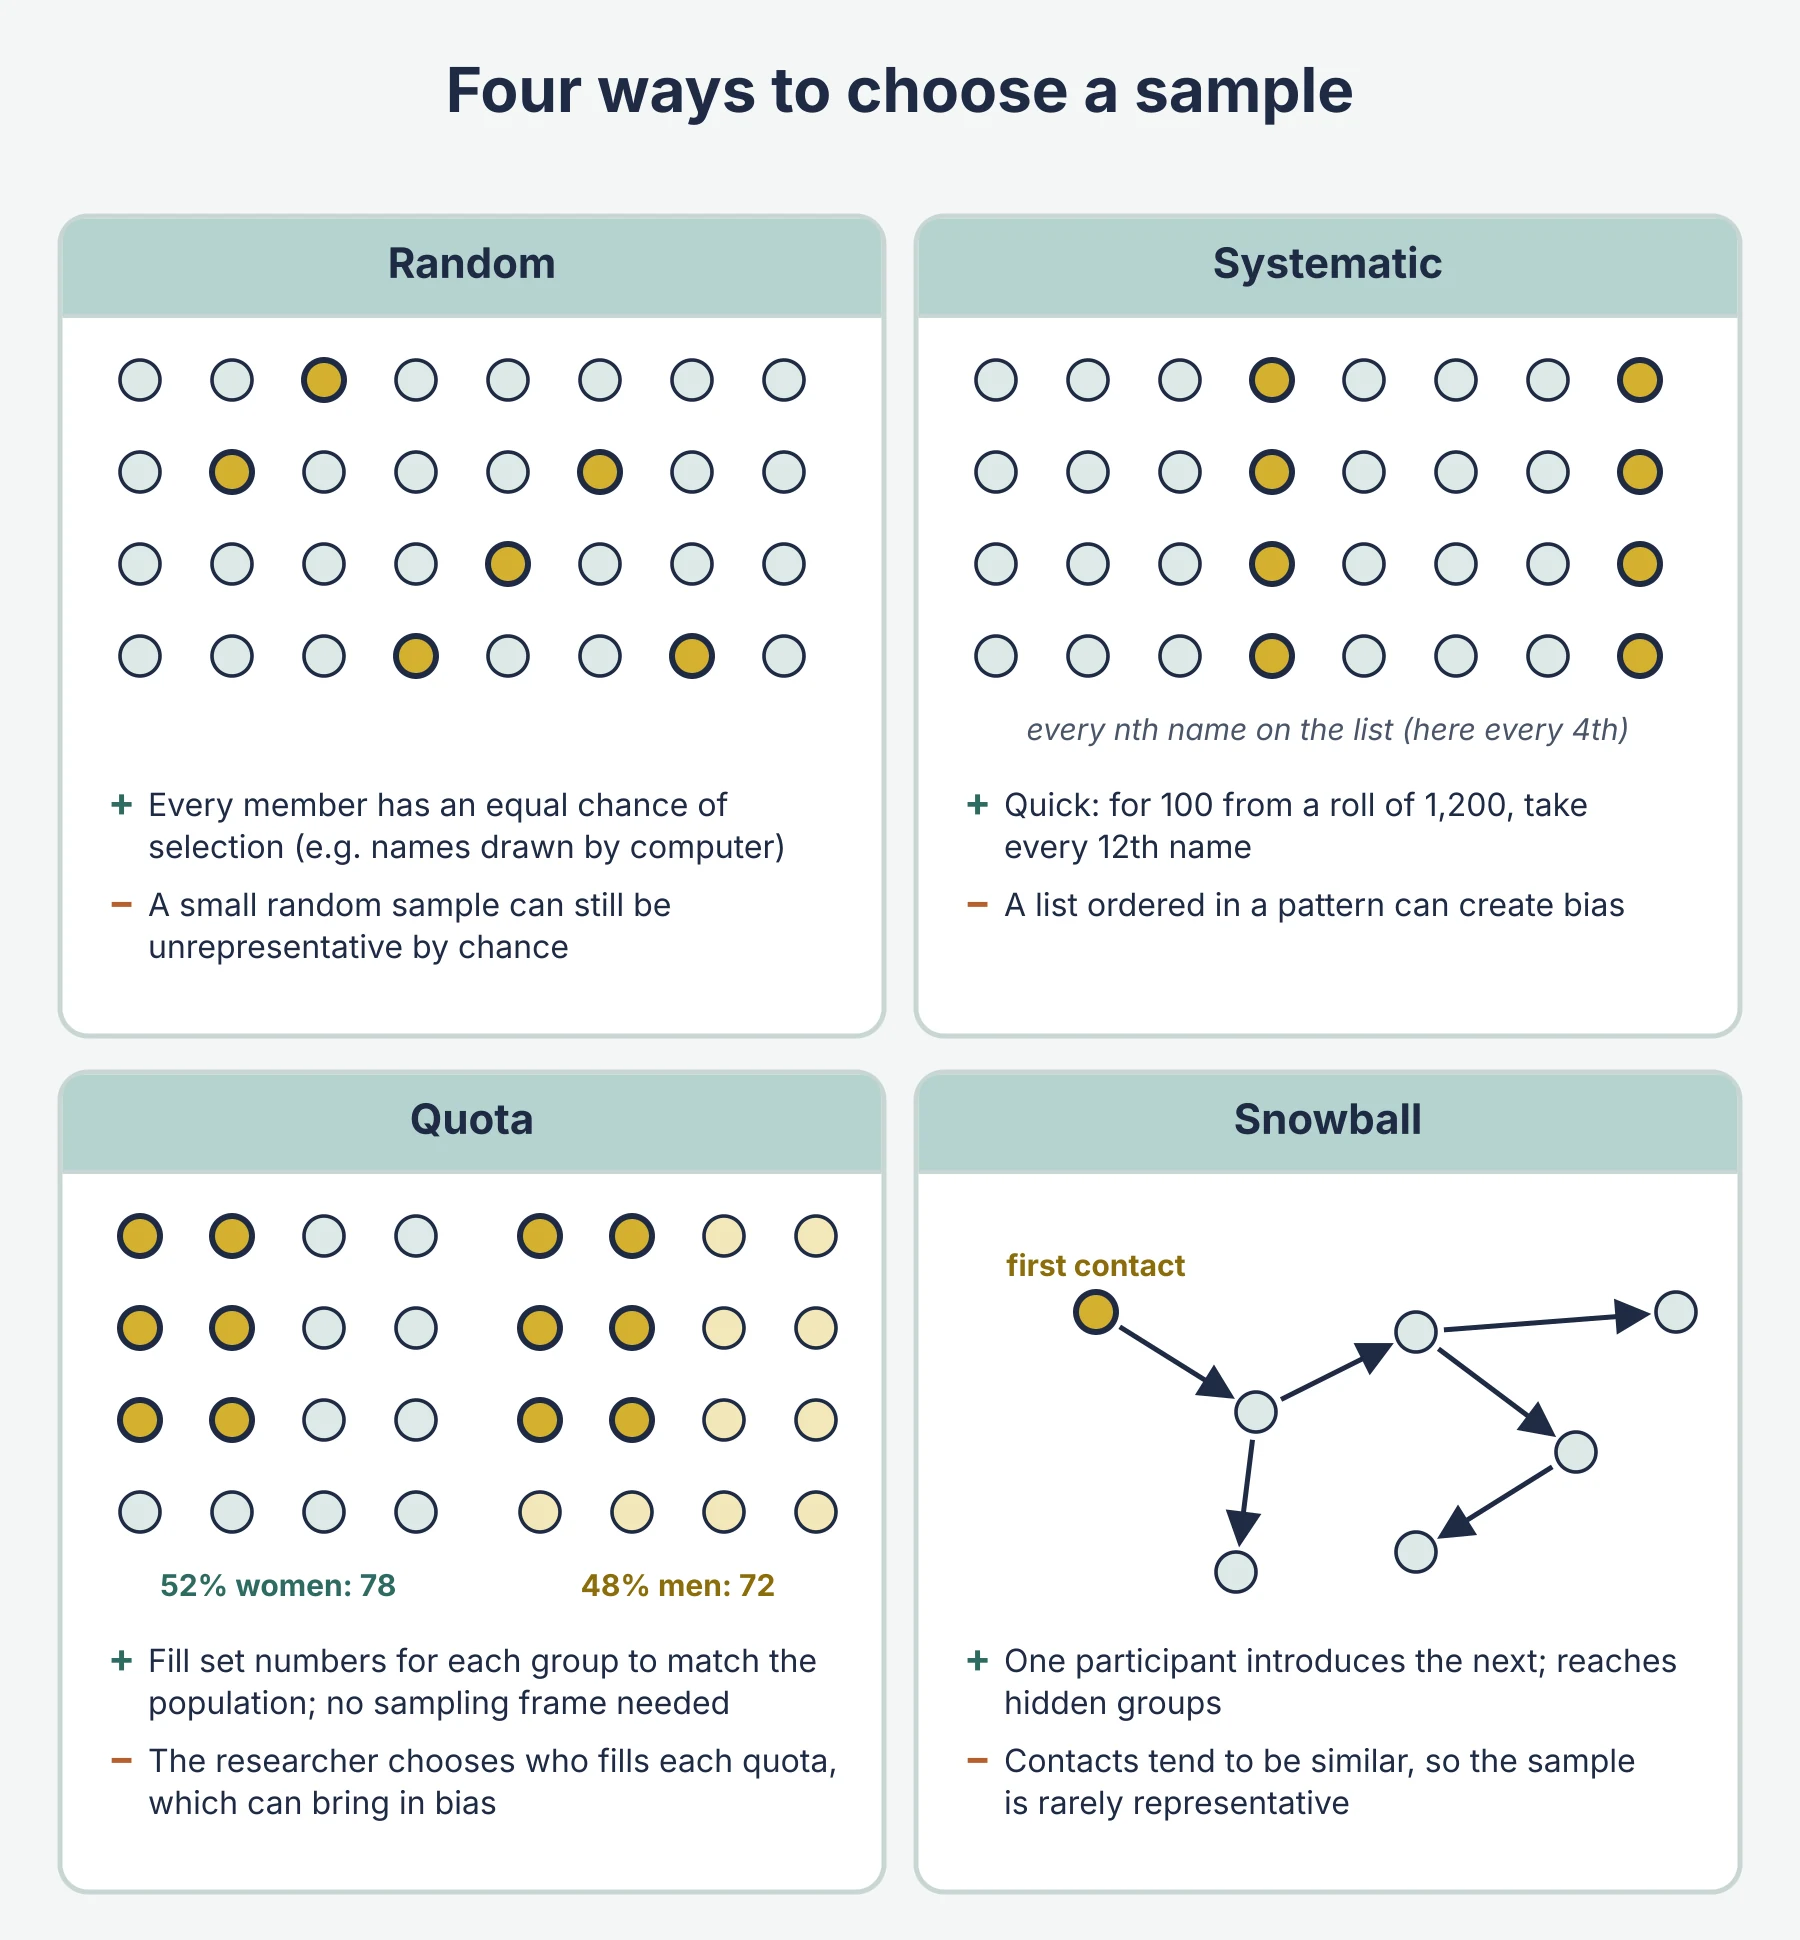 Four ways to choose a sample
Random
+ Every member has an equal chance of
selection (e.g. names drawn by computer)
− A small random sample can still be
unrepresentative by chance
Systematic
every nth name on the list (here every 4th)
+ Quick: for 100 from a roll of 1,200, take
every 12th name
− A list ordered in a pattern can create bias
Quota
52% women: 78
48% men: 72
+ Fill set numbers for each group to match the
population; no sampling frame needed
− The researcher chooses who fills each quota,
which can bring in bias
Snowball
first contact
+ One participant introduces the next; reaches
hidden groups
− Contacts tend to be similar, so the sample
is rarely representative